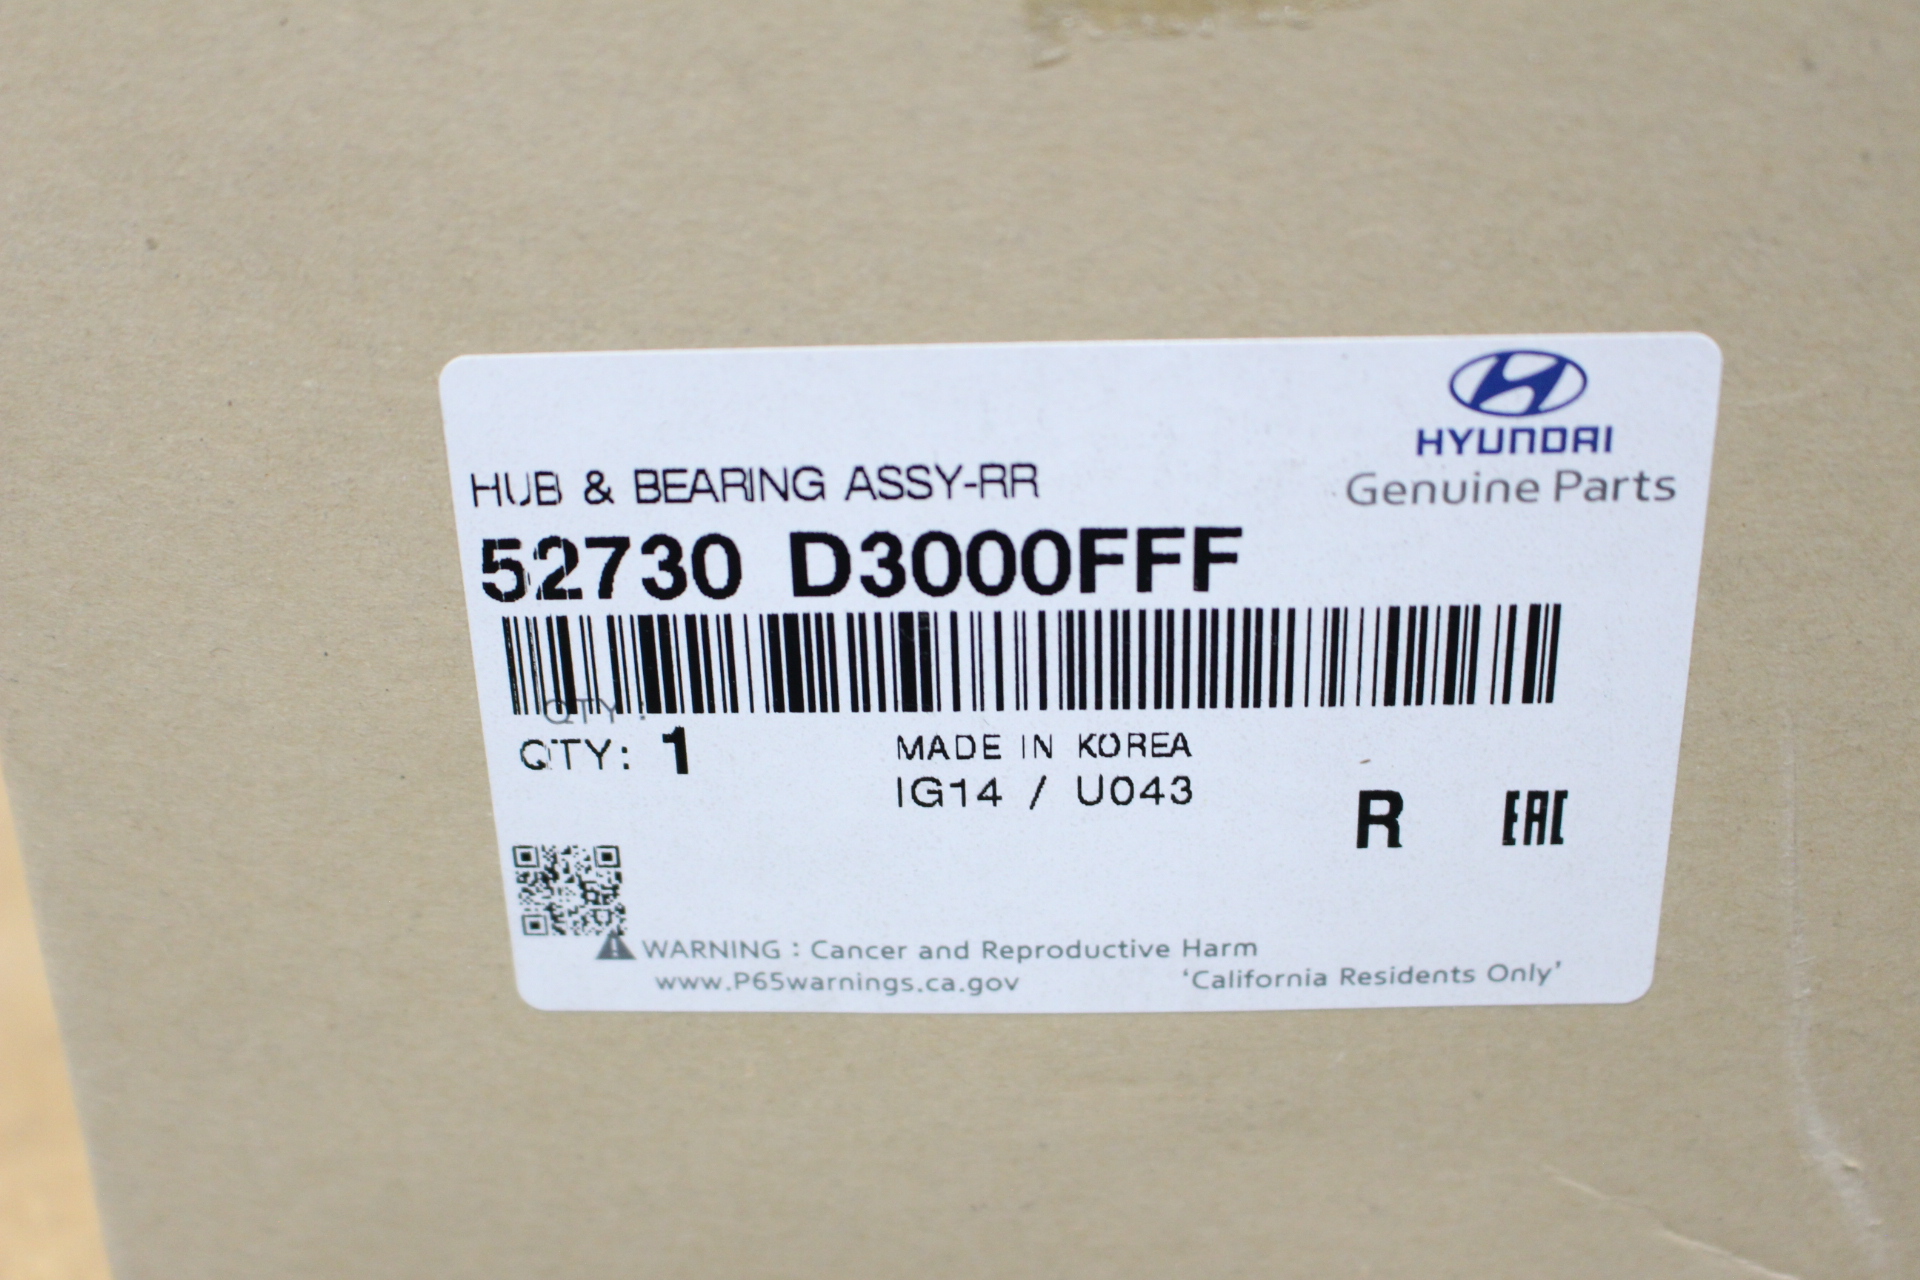 HYUNDAI
Genuine Parts
HUB & BEARING ASSY-RR
52730 D3000FFF
QTY :
QTY: 1
MADE IN KOREA
IG14 / U043
R
EAC
WARNING : Cancer and Reproductive Harm
www.P65warnings.ca.gov
‘California Residents Only’